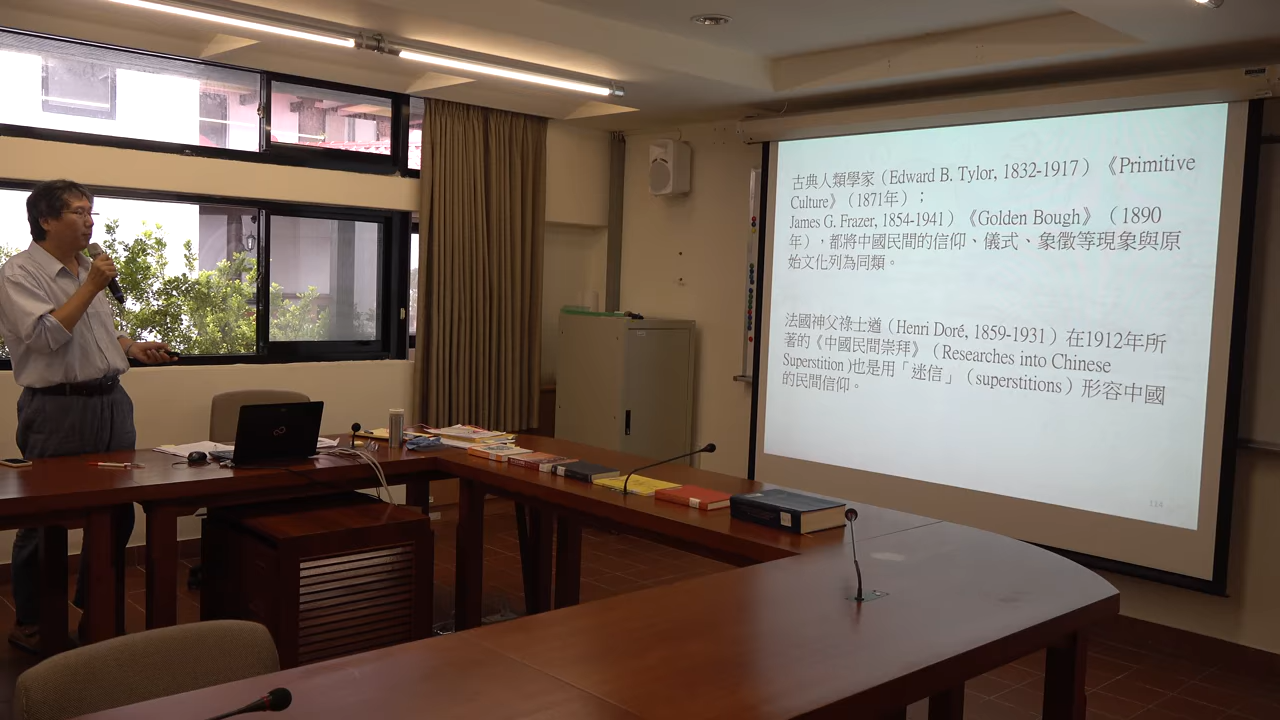 古典人類學家（Edward B. Tylor, 1832-1917）《Primitive
Culture》（1871年）；
James G. Frazer, 1854-1941）《Golden Bough》（1890
年），都將中國民間的信仰、儀式、象徵等現象與原
始文化列為同類。
法國神父祿士遒（Henri Doré, 1859-1931）在1912年所
著的《中國民間崇拜》（Researches into Chinese
Superstition )也是用「迷信」（superstitions）形容中國
的民間信仰。
114